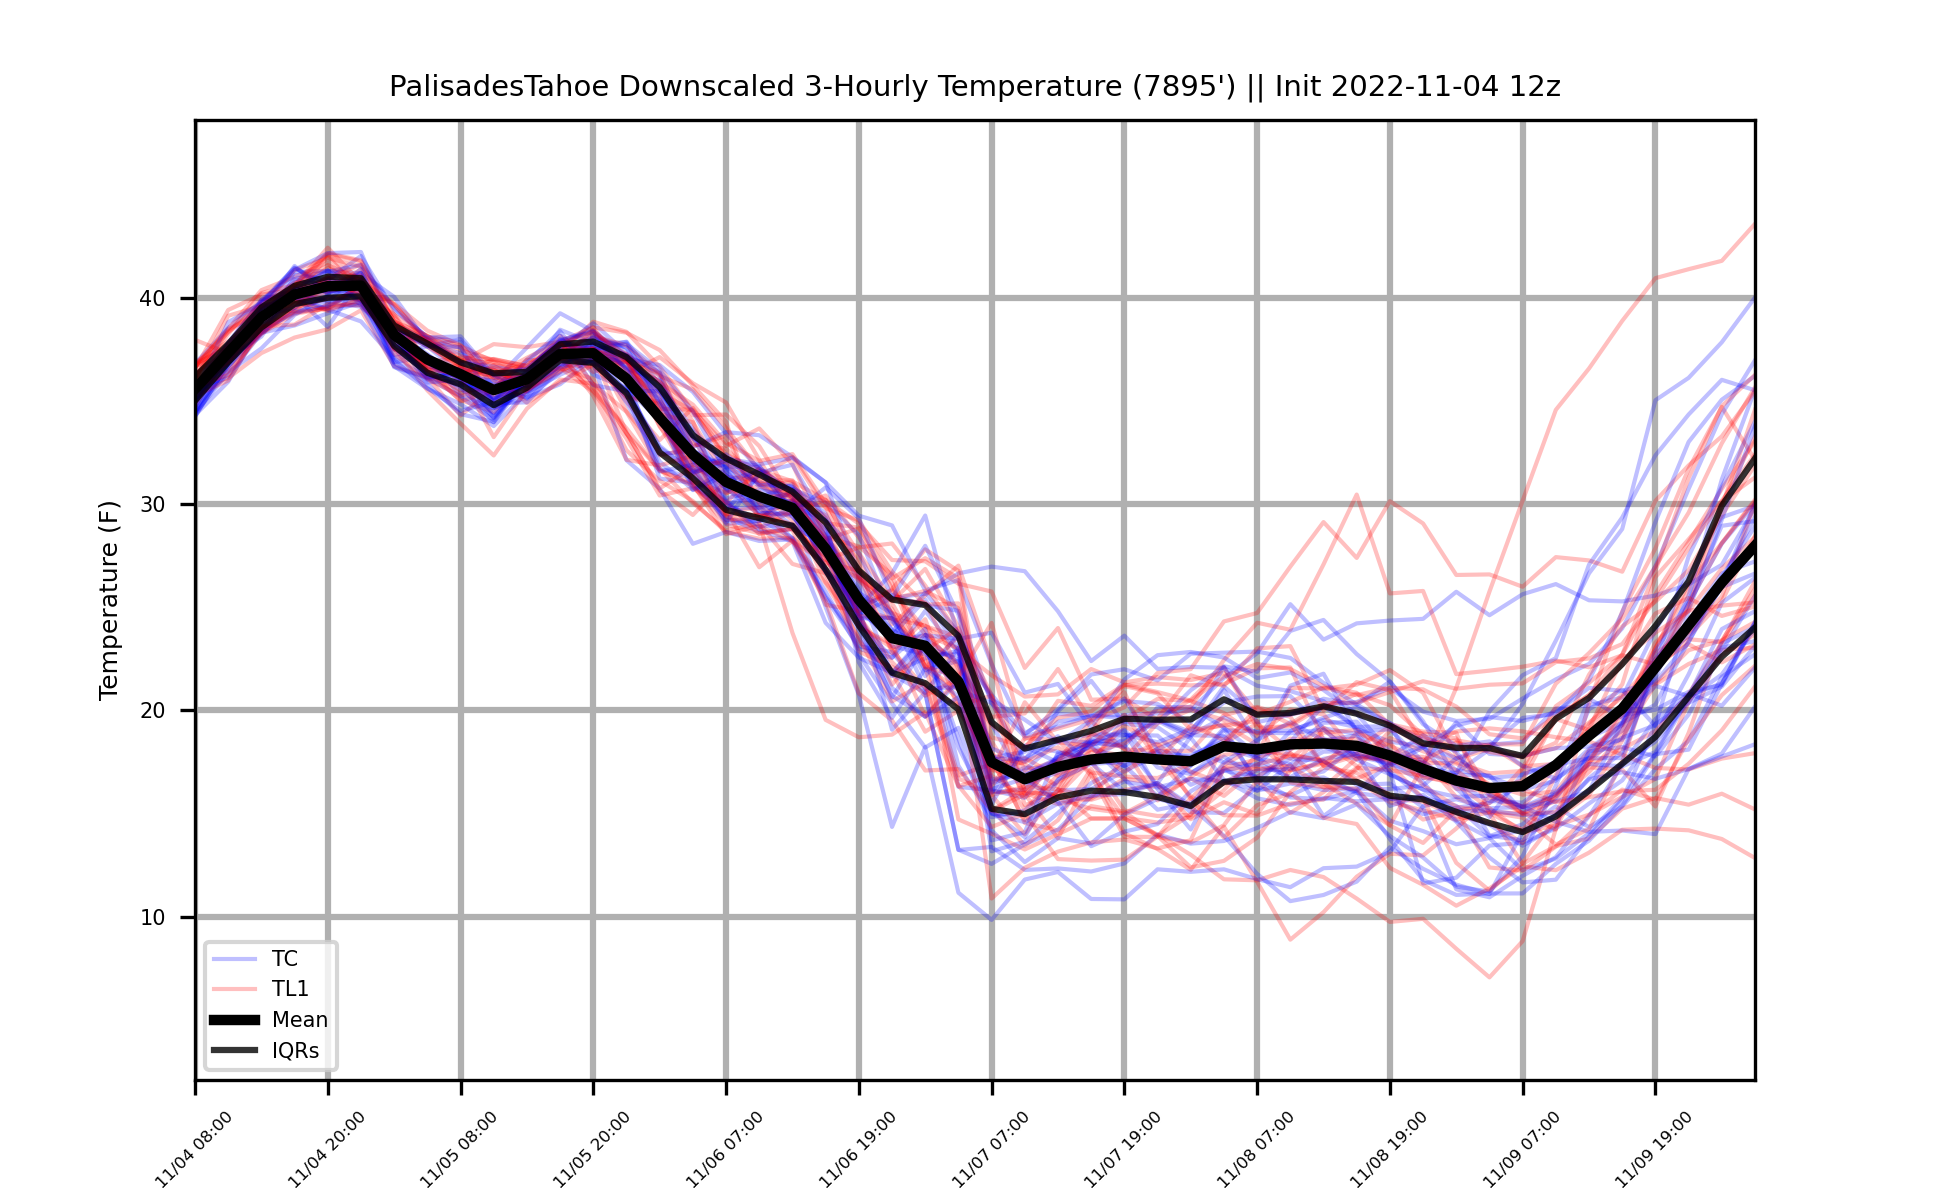 PalisadesTahoe Downscaled 3-Hourly Temperature (7895') || Init 2022-11-04 12z
Temperature (F)
40
30
20
10
TC
TL1
Mean
IQRs
11/04 08:00
11/04 20:00
11/05 08:00
11/05 20:00
11/06 07:00
11/06 19:00
11/07 07:00
11/07 19:00
11/08 07:00
11/08 19:00
11/09 07:00
11/09 19:00